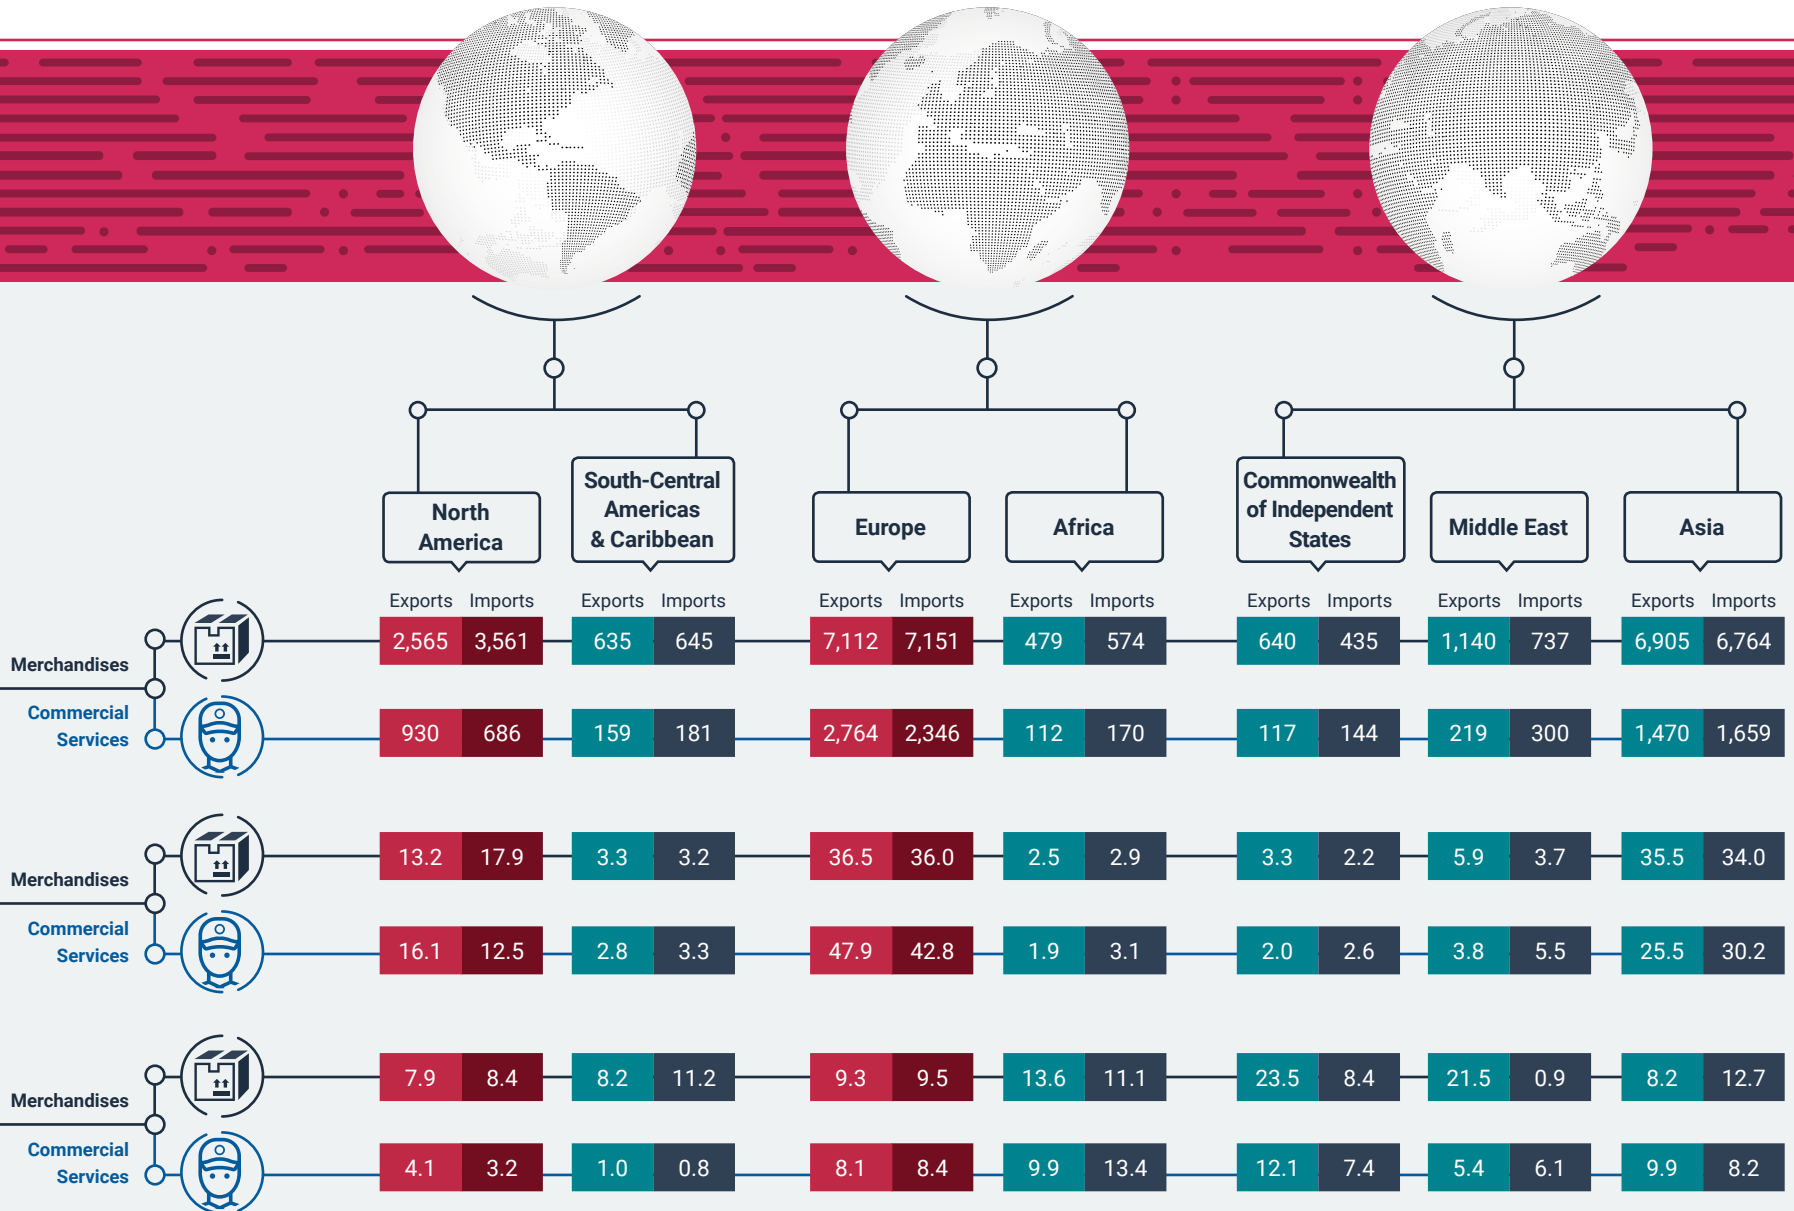 North
America
South-Central
Americas
& Caribbean
Europe
Africa
Commonwealth
of Independent
States
Middle East
Asia
Exports Imports Exports Imports Exports Imports Exports Imports Exports Imports Exports Imports Exports Imports
Merchandises
2,565 3,561 635 645 7,112 7,151 479 574 640 435 1,140 737 6,905 6,764
Commercial
Services
930 686 159 181 2,764 2,346 112 170 117 144 219 300 1,470 1,659
Merchandises
13.2 17.9 3.3 3.2 36.5 36.0 2.5 2.9 3.3 2.2 5.9 3.7 35.5 34.0
Commercial
Services
16.1 12.5 2.8 3.3 47.9 42.8 1.9 3.1 2.0 2.6 3.8 5.5 25.5 30.2
Merchandises
7.9 8.4 8.2 11.2 9.3 9.5 13.6 11.1 23.5 8.4 21.5 0.9 8.2 12.7
Commercial
Services
4.1 3.2 1.0 0.8 8.1 8.4 9.9 13.4 12.1 7.4 5.4 6.1 9.9 8.2